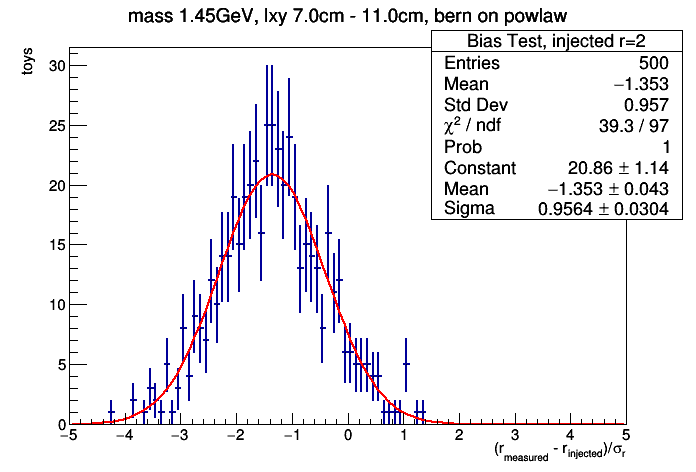 mass 1.45GeV, lxy 7.0cm - 11.0cm, bern on powlaw
Bias Test, injected r=2
Entries 500
Mean −1.353
Std Dev 0.957
χ² / ndf 39.3 / 97
Prob 1
Constant 20.86 ± 1.14
Mean −1.353 ± 0.043
Sigma 0.9564 ± 0.0304
toys
30
25
20
15
10
5
0
−5 −4 −3 −2 −1 0 1 2 3 4 5
(r_measured - r_injected)/σ_r